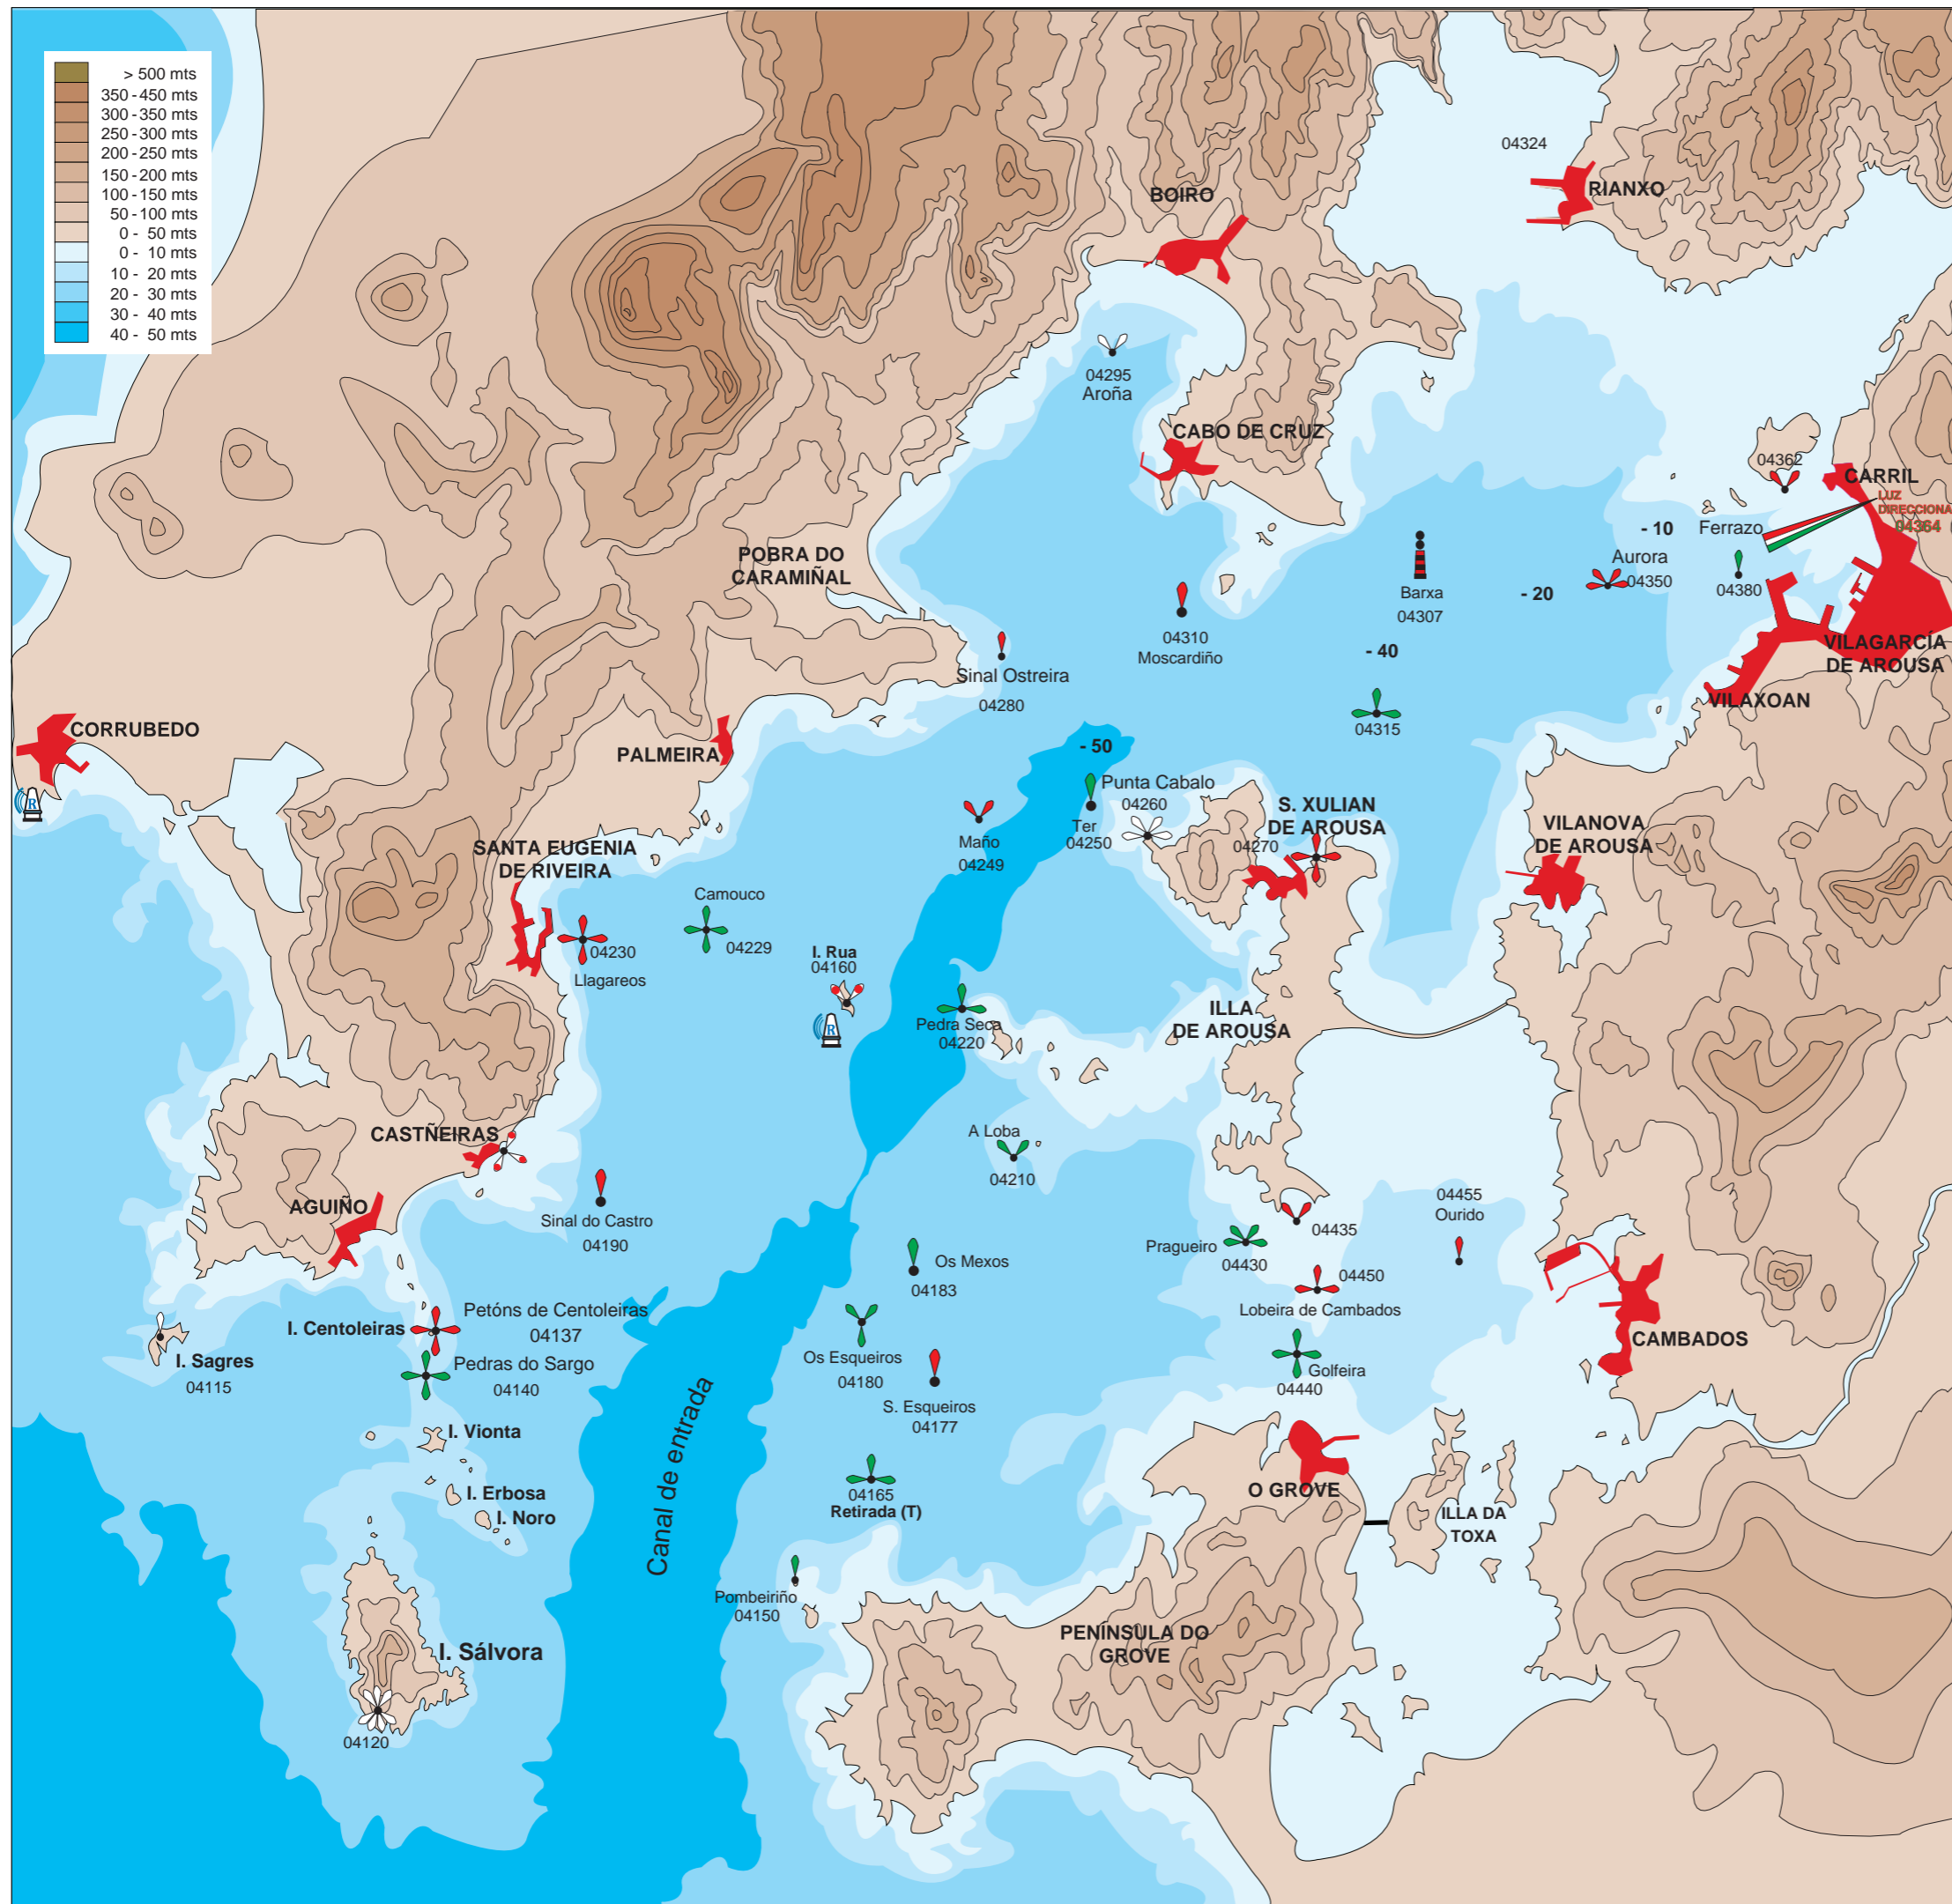 > 500 mts
350 - 450 mts
300 - 350 mts
250 - 300 mts
200 - 250 mts
150 - 200 mts
100 - 150 mts
50 - 100 mts
0 - 50 mts
0 - 10 mts
10 - 20 mts
20 - 30 mts
30 - 40 mts
40 - 50 mts
04324
RIANXO
BOIRO
04295
Aroña
CABO DE CRUZ
04362
CARRIL
LUZ
DIRECCIONA
04364
- 10
Ferrazo
Aurora
04350
04380
- 20
Barxa
04307
POBRA DO
CARAMIÑAL
04310
Moscardiño
- 40
VILAGARCÍA
DE AROUSA
VILAXOAN
Sinal Ostreira
04280
04315
CORRUBEDO
R
PALMEIRA
- 50
Punta Cabalo
04260
Ter
04250
Maño
04249
S. XULIAN
DE AROUSA
04270
VILANOVA
DE AROUSA
SANTA EUGENIA
DE RIVEIRA
Camouco
04229
04230
Llagareos
I. Rua
04160
R
Pedra Seca
04220
ILLA
DE AROUSA
CASTÑEIRAS
A Loba
04210
AGUIÑO
Sinal do Castro
04190
04455
Ourido
04435
Pragueiro
04430
Os Mexos
04183
04450
Lobeira de Cambados
Petóns de Centoleiras
04137
I. Centoleiras
CAMBADOS
I. Sagres
04115
Pedras do Sargo
04140
Os Esqueiros
04180
Golfeira
04440
S. Esqueiros
04177
I. Vionta
Canal de entrada
O GROVE
04165
Retirada (T)
I. Erbosa
I. Noro
ILLA DA
TOXA
Pombeiriño
04150
PENÍNSULA DO
GROVE
I. Sálvora
04120